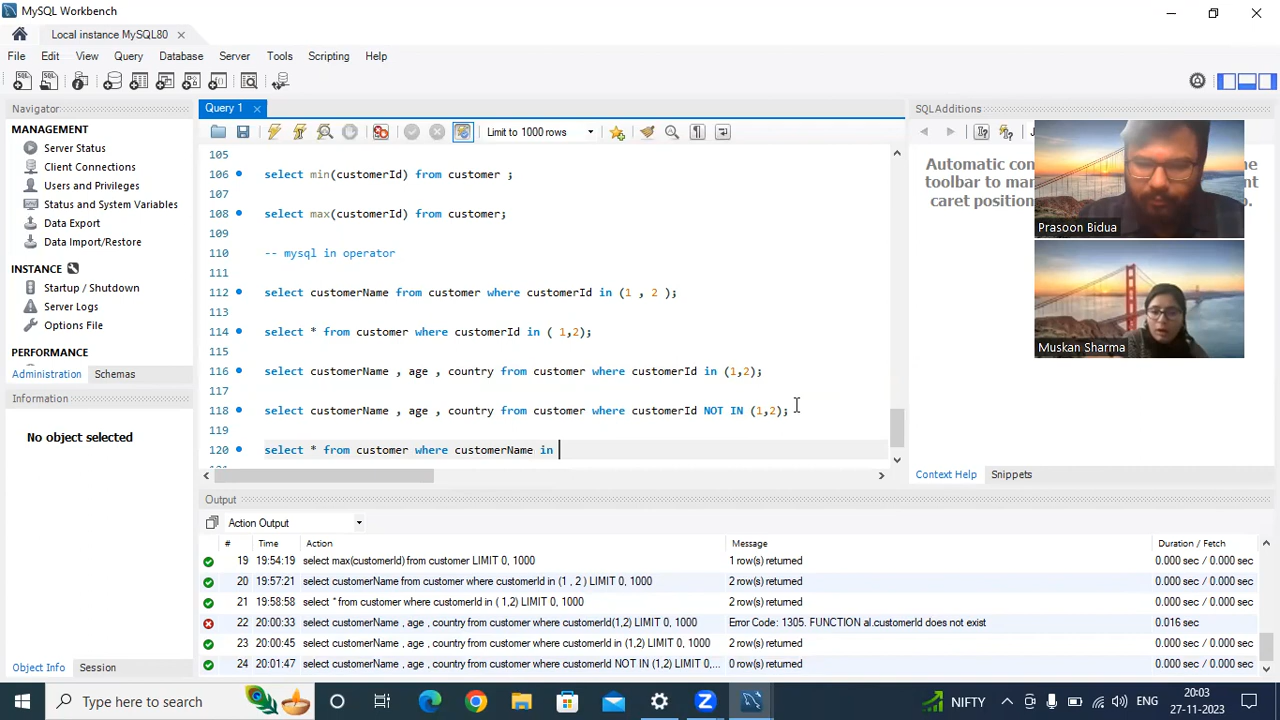 MySQL Workbench
Local instance MySQL80
File Edit View Query Database Server Tools Scripting Help
Navigator
MANAGEMENT
Server Status
Client Connections
Users and Privileges
Status and System Variables
Data Export
Data Import/Restore
INSTANCE
Startup / Shutdown
Server Logs
Options File
PERFORMANCE
Administration Schemas
Information
No object selected
Object Info Session
Query 1
Limit to 1000 rows
105
106 select min(customerId) from customer ;
107
108 select max(customerId) from customer;
109
110 -- mysql in operator
111
112 select customerName from customer where customerId in (1 , 2 );
113
114 select * from customer where customerId in ( 1,2);
115
116 select customerName , age , country from customer where customerId in (1,2);
117
118 select customerName , age , country from customer where customerId NOT IN (1,2);
119
120 select * from customer where customerName in
SQLAdditions
Automatic
toolbar to
caret
Prasoon Bidua
Muskan Sharma
Context Help Snippets
Output
Action Output
# Time Action Message Duration / Fetch
19 19:54:19 select max(customerId) from customer LIMIT 0, 1000 1 row(s) returned 0.000 sec / 0.000 sec
20 19:57:21 select customerName from customer where customerId in (1 , 2 ) LIMIT 0, 1000 2 row(s) returned 0.000 sec / 0.000 sec
21 19:58:58 select * from customer where customerId in ( 1,2) LIMIT 0, 1000 2 row(s) returned 0.000 sec / 0.000 sec
22 20:00:33 select customerName , age , country from customer where customerId(1,2) LIMIT 0, 1000 Error Code: 1305. FUNCTION al.customerId does not exist 0.016 sec
23 20:00:45 select customerName , age , country from customer where customerId in (1,2) LIMIT 0, 1000 2 row(s) returned 0.000 sec / 0.000 sec
24 20:01:47 select customerName , age , country from customer where customerId NOT IN (1,2) LIMIT 0,... 0 row(s) returned 0.000 sec / 0.000 sec
Type here to search
NIFTY
20:03
27-11-2023